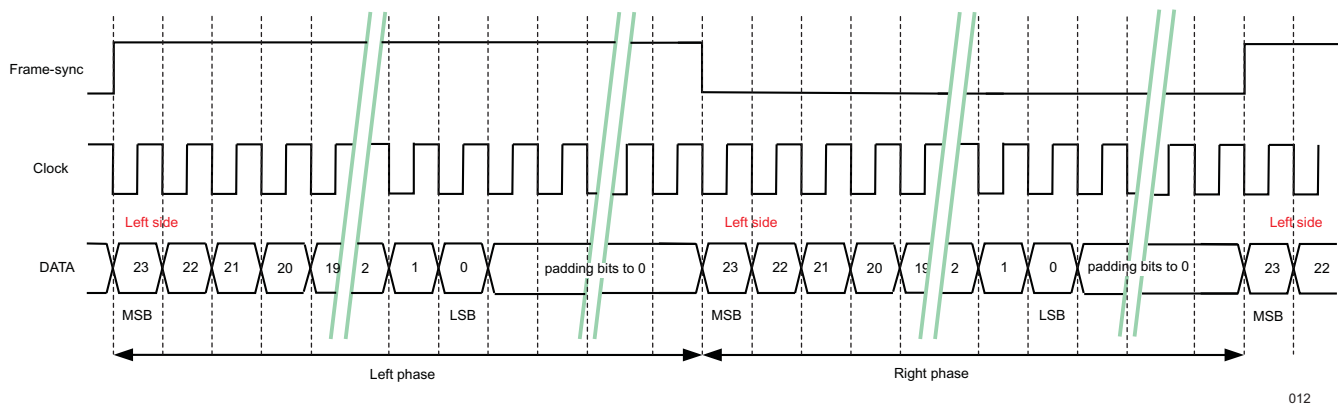 Frame-sync
Clock
Left side Left side Left side
DATA 23 22 21 20 19 2 1 0 padding bits to 0 23 22 21 20 19 2 1 0 padding bits to 0 23 22
MSB LSB MSB LSB MSB
Left phase Right phase
012